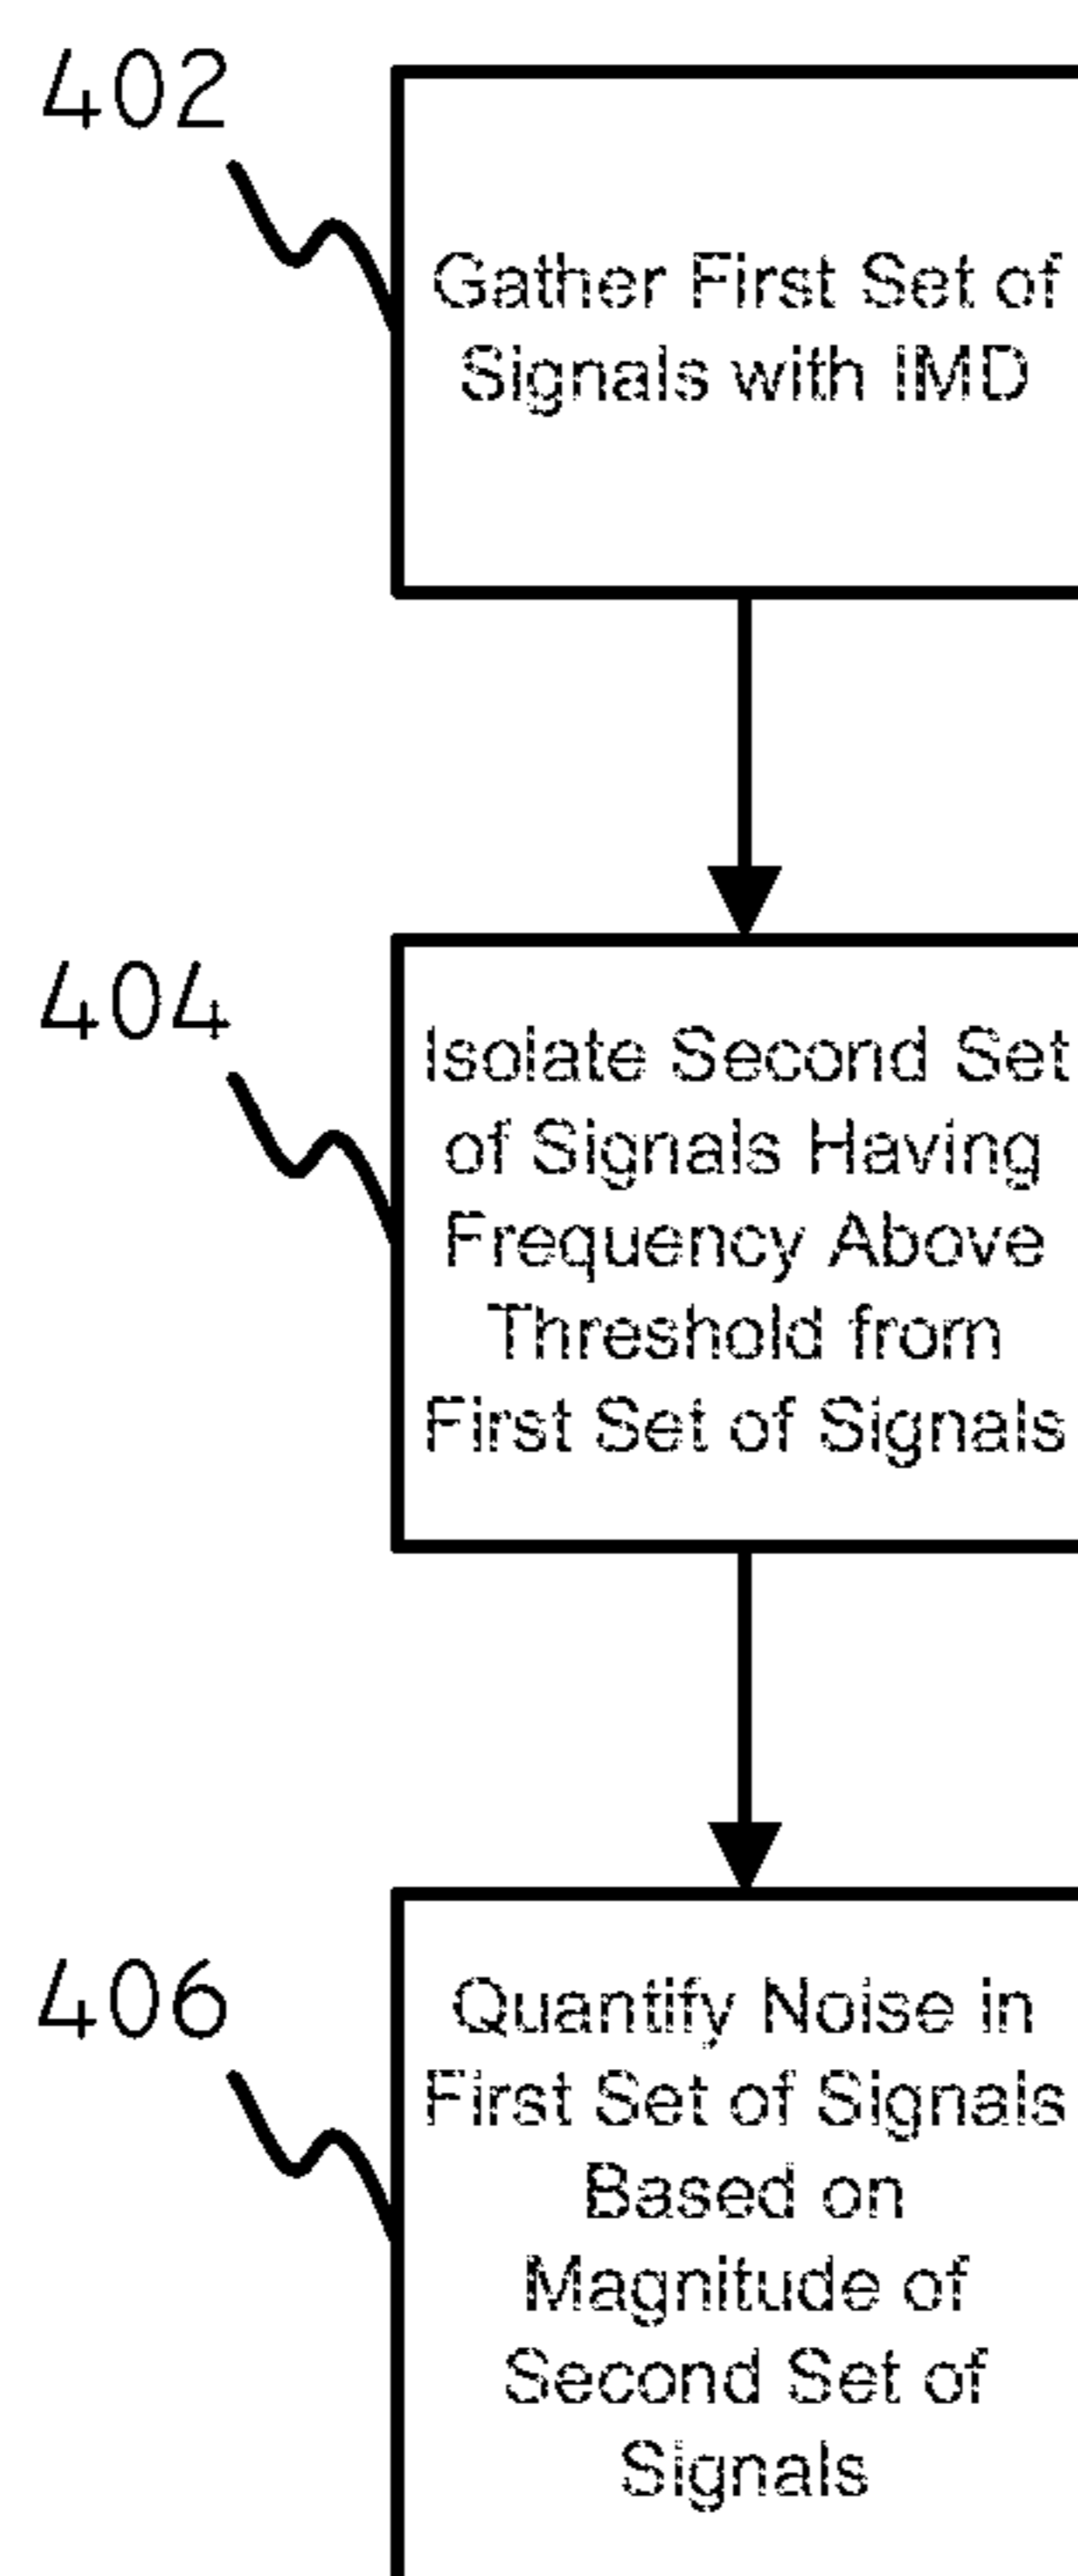 402
Gather First Set of
Signals with IMD
404
Isolate Second Set
of Signals Having
Frequency Above
Threshold from
First Set of Signals
406
Quantify Noise in
First Set of Signals
Based on
Magnitude of
Second Set of
Signals